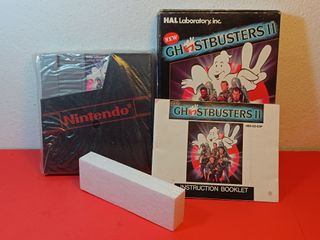 HAL Laboratory, inc.
NEW
GHOSTBUSTERS II
Nintendo®
GHOSTBUSTERS II
INSTRUCTION BOOKLET